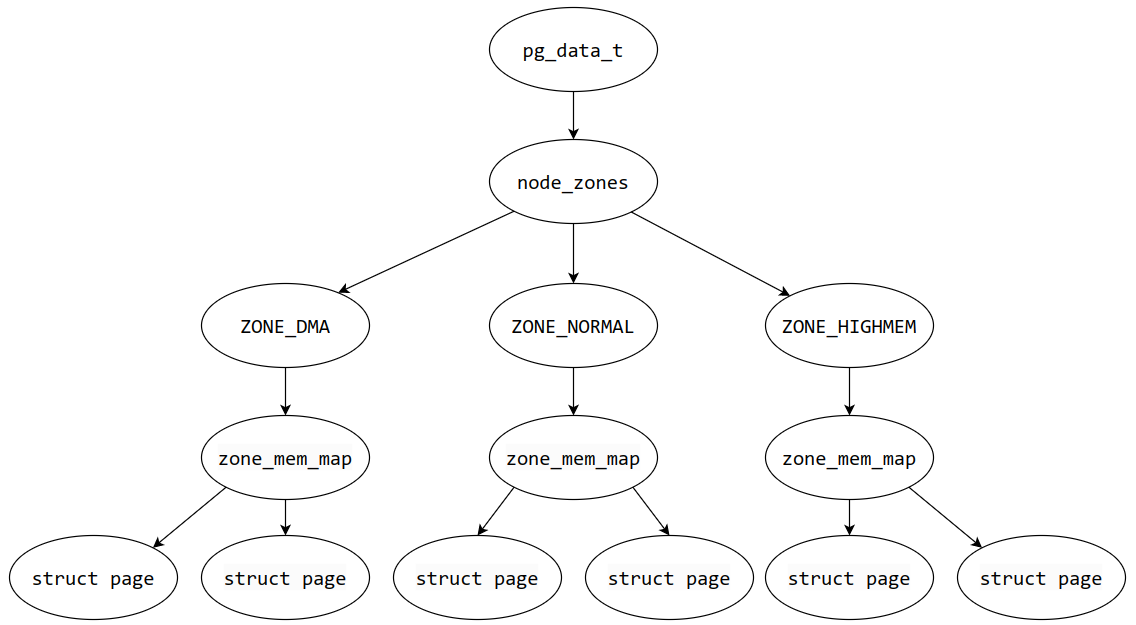 pg_data_t
node_zones
ZONE_DMA
ZONE_NORMAL
ZONE_HIGHMEM
zone_mem_map
zone_mem_map
zone_mem_map
struct page
struct page
struct page
struct page
struct page
struct page